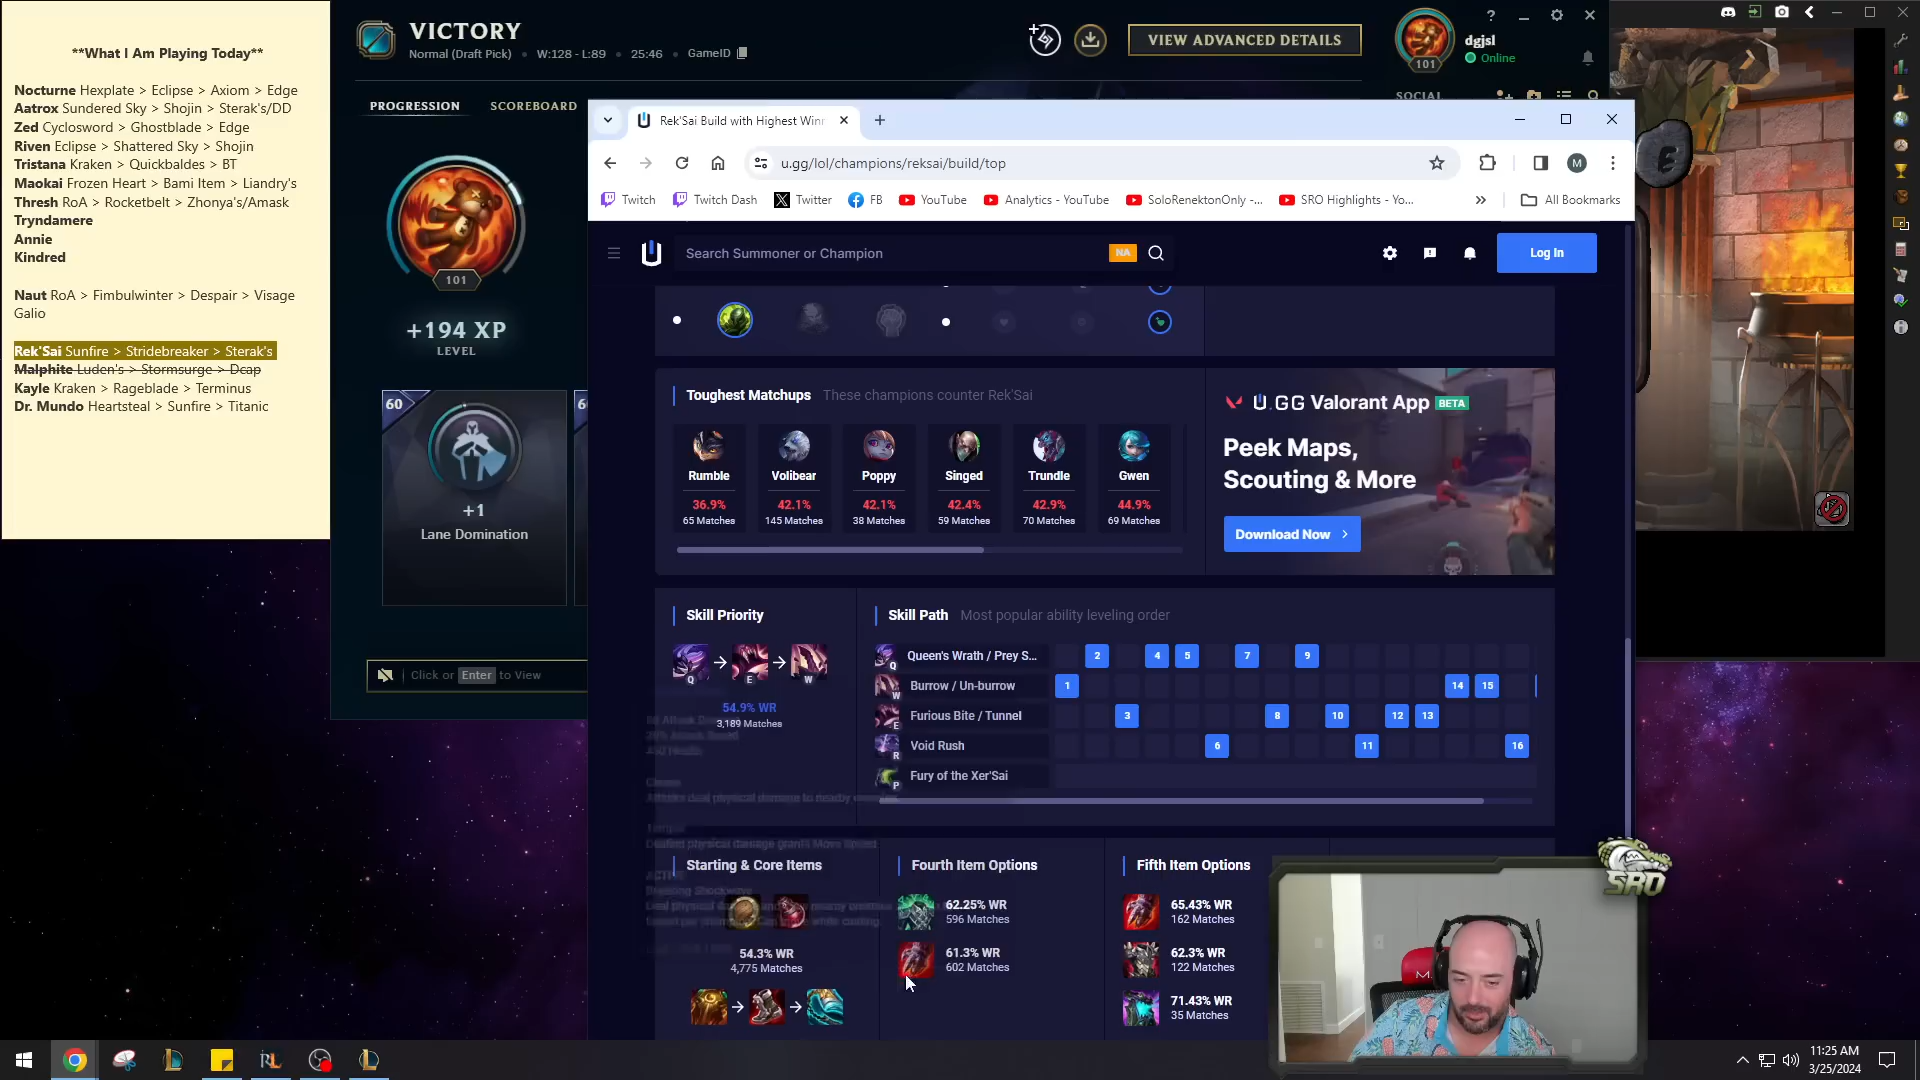 **What I Am Playing Today**
Nocturne Hexplate > Eclipse > Axiom > Edge
Aatrox Sundered Sky > Shojin > Sterak's/DD
Zed Cyclosword > Ghostblade > Edge
Riven Eclipse > Shattered Sky > Shojin
Tristana Kraken > Quickbaldes > BT
Maokai Frozen Heart > Bami Item > Liandry's
Thresh RoA > Rocketbelt > Zhonya's/Amask
Tryndamere
Annie
Kindred
Naut RoA > Fimbulwinter > Despair > Visage
Galio
Rek'Sai Sunfire > Stridebreaker > Sterak's
Malphite Luden's > Stormsurge > Dcap
Kayle Kraken > Rageblade > Terminus
Dr. Mundo Heartsteal > Sunfire > Titanic
VICTORY
Normal (Draft Pick) • W:128 - L:89 • 25:46 GameID
VIEW ADVANCED DETAILS
101
dgjsl
Online
?
PROGRESSION SCOREBOARD
SOCIAL
101
+194 XP
LEVEL
60
+1
Lane Domination
Click or Enter to View
Rek'Sai Build with Highest Winr
u.gg/lol/champions/reksai/build/top
M
Twitch Twitch Dash Twitter FB YouTube Analytics - YouTube SoloRenektonOnly -... SRO Highlights - Yo... All Bookmarks
Search Summoner or Champion NA
Log In
Toughest Matchups These champions counter Rek'Sai
Rumble Volibear Poppy Singed Trundle Gwen
36.9% 42.1% 42.1% 42.4% 42.9% 44.9%
65 Matches 145 Matches 38 Matches 59 Matches 70 Matches 69 Matches
U.GG Valorant App BETA
Peek Maps,
Scouting & More
Download Now
Skill Priority
Q E W
54.9% WR
3,189 Matches
Skill Path Most popular ability leveling order
Q Queen's Wrath / Prey S... 2 4 5 7 9
W Burrow / Un-burrow 1 14 15
E Furious Bite / Tunnel 3 8 10 12 13
R Void Rush 6 11 16
P Fury of the Xer'Sai
Starting & Core Items
54.3% WR
4,775 Matches
Fourth Item Options
62.25% WR
596 Matches
61.3% WR
602 Matches
Fifth Item Options
65.43% WR
162 Matches
62.3% WR
122 Matches
71.43% WR
35 Matches
E
SRO
11:25 AM
3/25/2024